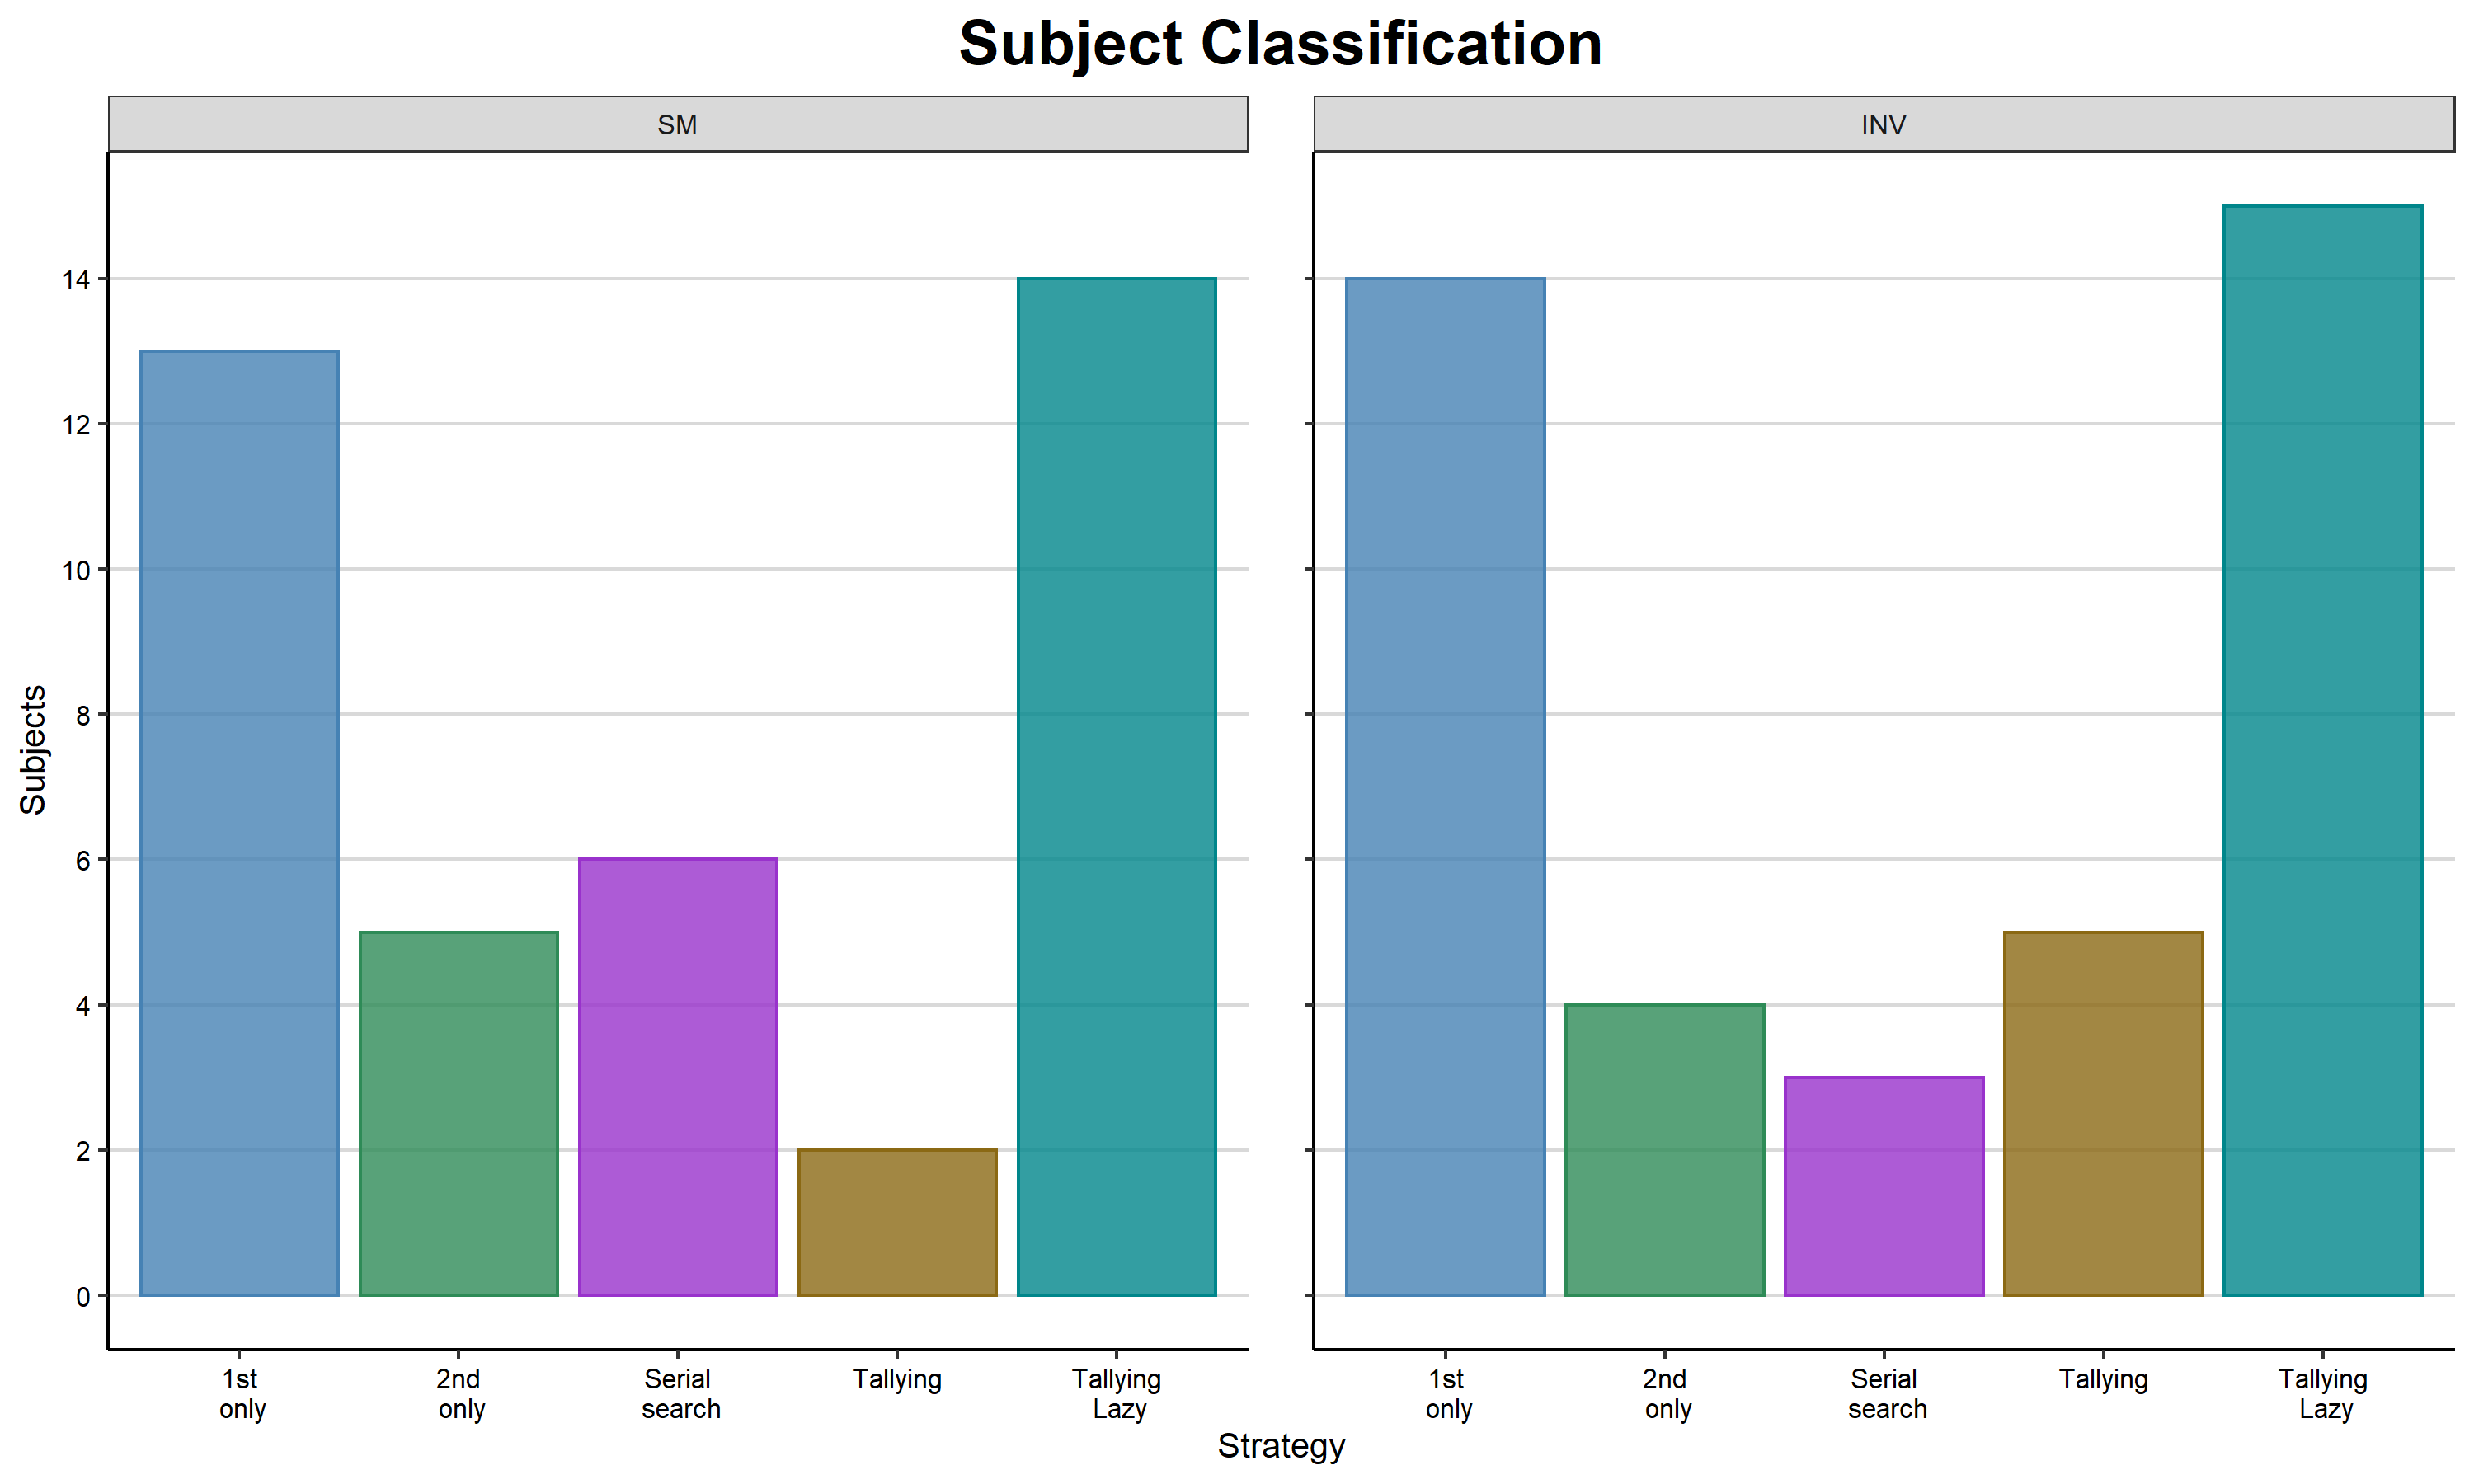 Subject Classification
SM
INV
Subjects
14
12
10
8
6
4
2
0
1st
only
2nd
only
Serial
search
Tallying
Tallying
Lazy
1st
only
2nd
only
Serial
search
Tallying
Tallying
Lazy
Strategy